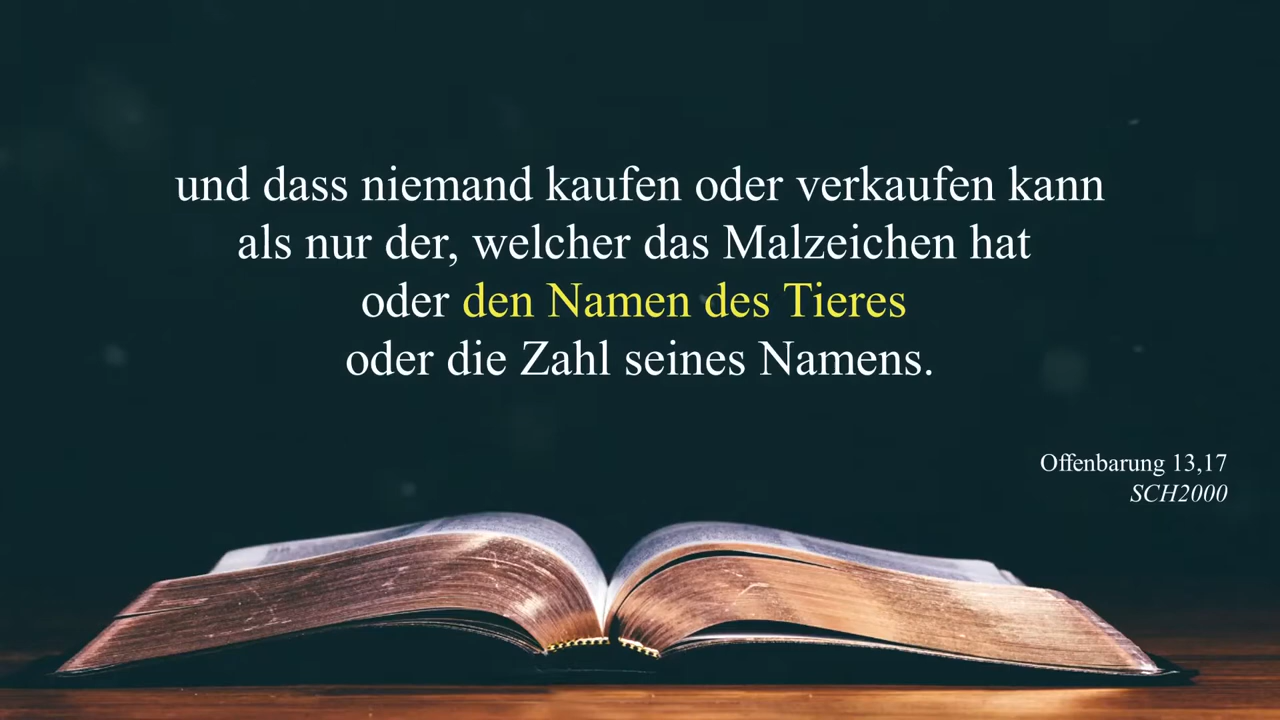 und dass niemand kaufen oder verkaufen kann
als nur der, welcher das Malzeichen hat
oder den Namen des Tieres
oder die Zahl seines Namens.
Offenbarung 13,17
SCH2000